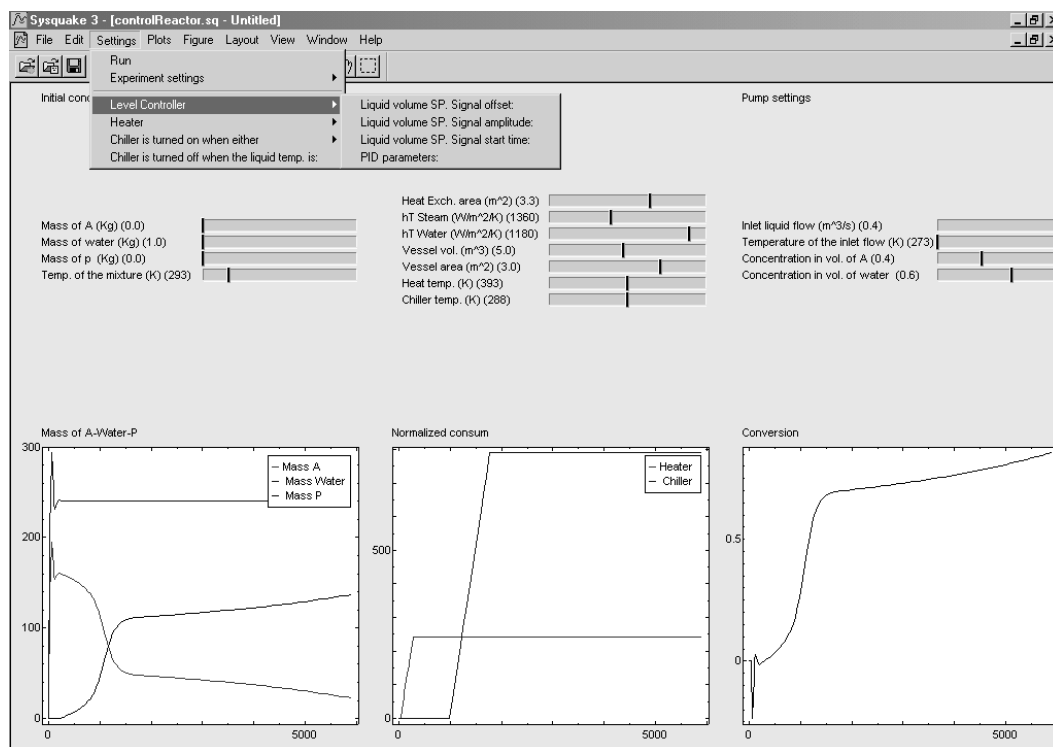 Sysquake 3 - [controlReactor.sq - Untitled]
File Edit Settings Plots Figure Layout View Window Help
Run
Experiment settings
Level Controller
Heater
Chiller is turned on when either
Chiller is turned off when the liquid temp. is:
Liquid volume SP. Signal offset:
Liquid volume SP. Signal amplitude:
Liquid volume SP. Signal start time:
PID parameters:
Initial cond
Mass of A (Kg) (0.0)
Mass of water (Kg) (1.0)
Mass of p (Kg) (0.0)
Temp. of the mixture (K) (293)
Heat Exch. area (m^2) (3.3)
hT Steam (W/m^2/K) (1360)
hT Water (W/m^2/K) (1180)
Vessel vol. (m^3) (5.0)
Vessel area (m^2) (3.0)
Heat temp. (K) (393)
Chiller temp. (K) (288)
Pump settings
Inlet liquid flow (m^3/s) (0.4)
Temperature of the inlet flow (K) (273)
Concentration in vol. of A (0.4)
Concentration in vol. of water (0.6)
Mass of A-Water-P
300
200
100
0
0 5000
Mass A
Mass Water
Mass P
Normalized consum
500
0
0 5000
Heater
Chiller
Conversion
0.5
0
0 5000